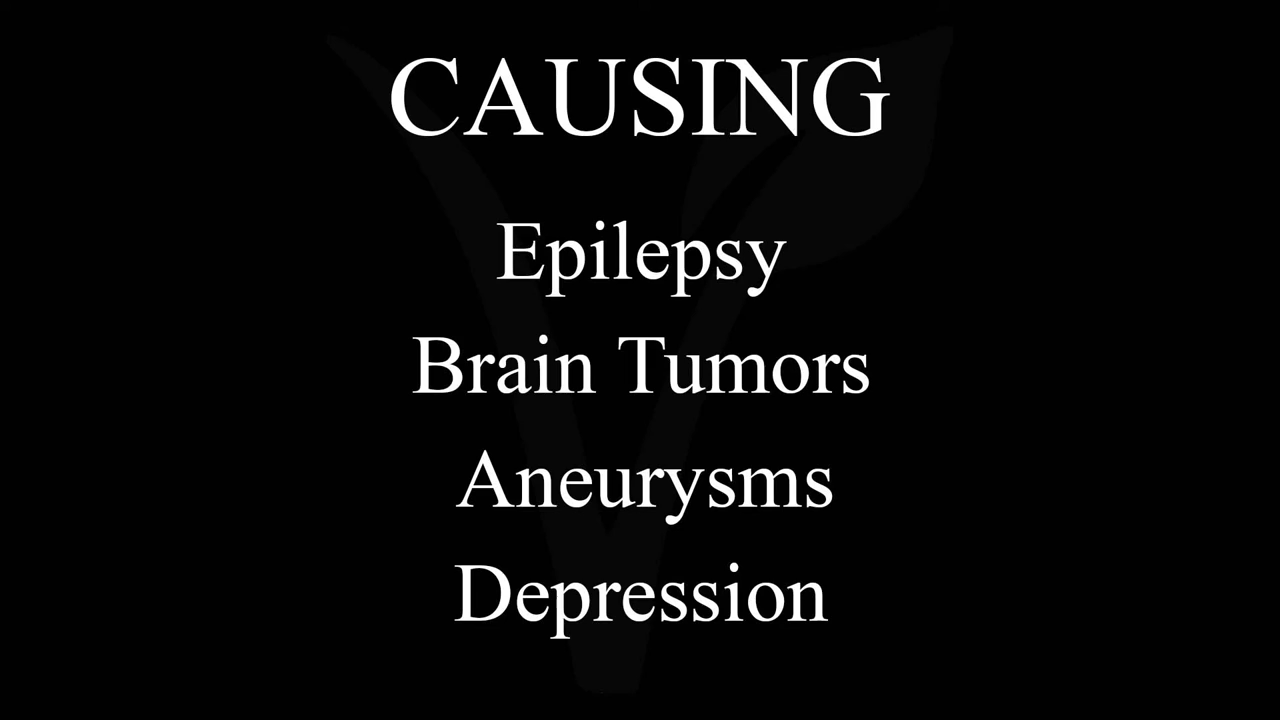 CAUSING
Epilepsy
Brain Tumors
Aneurysms
Depression